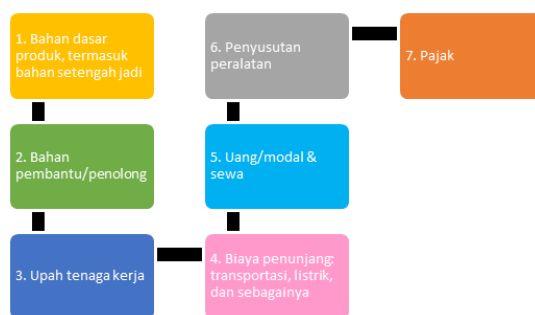 1. Bahan dasar
produk, termasuk
bahan setengah jadi
2. Bahan
pembantu/penolong
3. Upah tenaga kerja
4. Biaya penunjang:
transportasi, listrik,
dan sebagainya
5. Uang/modal &
sewa
6. Penyusutan
peralatan
7. Pajak